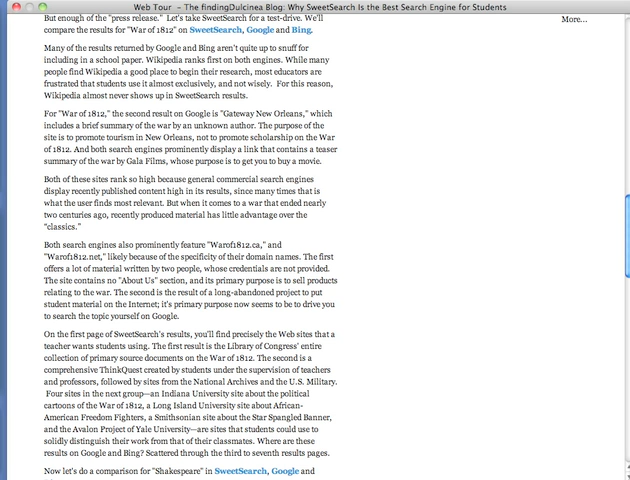 Web Tour - The findingDulcinea Blog: Why SweetSearch Is the Best Search Engine for Students
But enough of the "press release." Let's take SweetSearch for a test-drive. We'll
compare the results for "War of 1812" on SweetSearch, Google and Bing.
More...
Many of the results returned by Google and Bing aren't quite up to snuff for
including in a school paper. Wikipedia ranks first on both engines. While many
people find Wikipedia a good place to begin their research, most educators are
frustrated that students use it almost exclusively, and not wisely. For this reason,
Wikipedia almost never shows up in SweetSearch results.
For "War of 1812," the second result on Google is "Gateway New Orleans," which
includes a brief summary of the war by an unknown author. The purpose of the
site is to promote tourism in New Orleans, not to promote scholarship on the War
of 1812. And both search engines prominently display a link that contains a teaser
summary of the war by Gala Films, whose purpose is to get you to buy a movie.
Both of these sites rank so high because general commercial search engines
display recently published content high in its results, since many times that is
what the user finds most relevant. But when it comes to a war that ended nearly
two centuries ago, recently produced material has little advantage over the
"classics."
Both search engines also prominently feature "Warof1812.ca," and
"Warof1812.net," likely because of the specificity of their domain names. The first
offers a lot of material written by two people, whose credentials are not provided.
The site contains no "About Us" section, and its primary purpose is to sell products
relating to the war. The second is the result of a long-abandoned project to put
student material on the Internet; it's primary purpose now seems to be to drive you
to search the topic yourself on Google.
On the first page of SweetSearch's results, you'll find precisely the Web sites that a
teacher wants students using. The first result is the Library of Congress' entire
collection of primary source documents on the War of 1812. The second is a
comprehensive ThinkQuest created by students under the supervision of teachers
and professors, followed by sites from the National Archives and the U.S. Military.
Four sites in the next group—an Indiana University site about the political
cartoons of the War of 1812, a Long Island University site about African-
American Freedom Fighters, a Smithsonian site about the Star Spangled Banner,
and the Avalon Project of Yale University—are sites that students could use to
solidly distinguish their work from that of their classmates. Where are these
results on Google and Bing? Scattered through the third to seventh results pages.
Now let's do a comparison for "Shakespeare" in SweetSearch, Google and